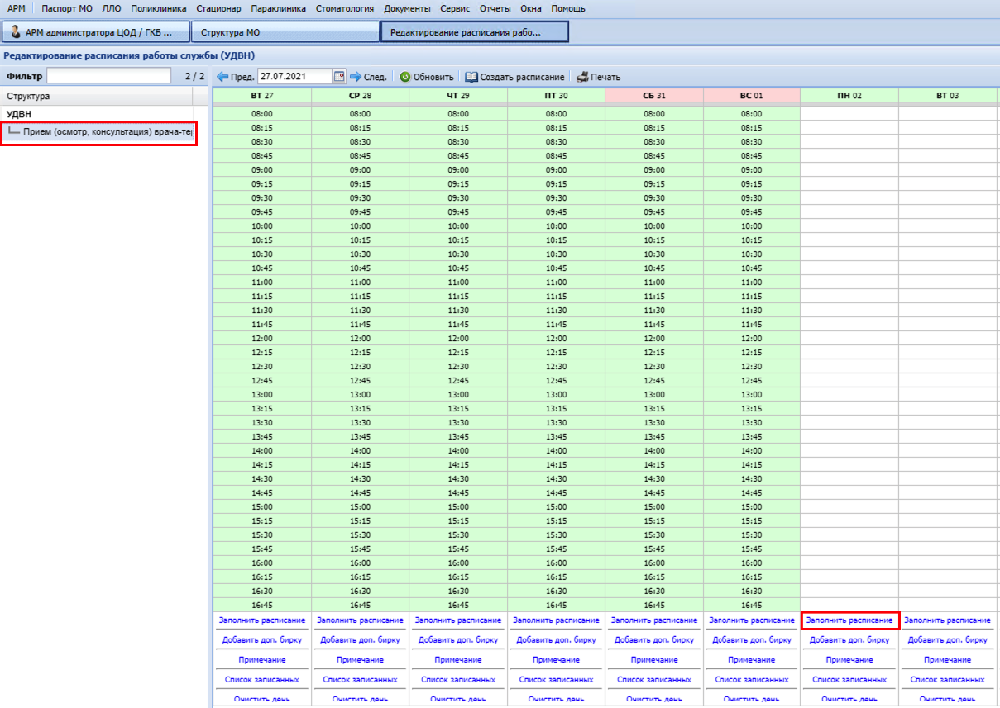 АРМ Паспорт МО ЛЛО Поликлиника Стационар Параклиника Стоматология Документы Сервис Отчеты Окна Помощь
АРМ администратора ЦОД / ГКБ ... Структура МО Редактирование расписания рабо...
Редактирование расписания работы службы (УДВН)
Фильтр 2 / 2 Пред. 27.07.2021 След. Обновить Создать расписание Печать
Структура ВТ 27 СР 28 ЧТ 29 ПТ 30 СБ 31 ВС 01 ПН 02 ВТ 03
УДВН 08:00 08:00 08:00 08:00 08:00 08:00
Прием (осмотр, консультация) врача-тер 08:15 08:15 08:15 08:15 08:15 08:15
08:30 08:30 08:30 08:30 08:30 08:30
08:45 08:45 08:45 08:45 08:45 08:45
09:00 09:00 09:00 09:00 09:00 09:00
09:15 09:15 09:15 09:15 09:15 09:15
09:30 09:30 09:30 09:30 09:30 09:30
09:45 09:45 09:45 09:45 09:45 09:45
10:00 10:00 10:00 10:00 10:00 10:00
10:15 10:15 10:15 10:15 10:15 10:15
10:30 10:30 10:30 10:30 10:30 10:30
10:45 10:45 10:45 10:45 10:45 10:45
11:00 11:00 11:00 11:00 11:00 11:00
11:15 11:15 11:15 11:15 11:15 11:15
11:30 11:30 11:30 11:30 11:30 11:30
11:45 11:45 11:45 11:45 11:45 11:45
12:00 12:00 12:00 12:00 12:00 12:00
12:15 12:15 12:15 12:15 12:15 12:15
12:30 12:30 12:30 12:30 12:30 12:30
12:45 12:45 12:45 12:45 12:45 12:45
13:00 13:00 13:00 13:00 13:00 13:00
13:15 13:15 13:15 13:15 13:15 13:15
13:30 13:30 13:30 13:30 13:30 13:30
13:45 13:45 13:45 13:45 13:45 13:45
14:00 14:00 14:00 14:00 14:00 14:00
14:15 14:15 14:15 14:15 14:15 14:15
14:30 14:30 14:30 14:30 14:30 14:30
14:45 14:45 14:45 14:45 14:45 14:45
15:00 15:00 15:00 15:00 15:00 15:00
15:15 15:15 15:15 15:15 15:15 15:15
15:30 15:30 15:30 15:30 15:30 15:30
15:45 15:45 15:45 15:45 15:45 15:45
16:00 16:00 16:00 16:00 16:00 16:00
16:15 16:15 16:15 16:15 16:15 16:15
16:30 16:30 16:30 16:30 16:30 16:30
16:45 16:45 16:45 16:45 16:45 16:45
Заполнить расписание Заполнить расписание Заполнить расписание Заполнить расписание Заполнить расписание Заполнить расписание Заполнить расписание Заполнить расписание
Добавить доп. бирку Добавить доп. бирку Добавить доп. бирку Добавить доп. бирку Добавить доп. бирку Добавить доп. бирку Добавить доп. бирку Добавить доп. бирку
Примечание Примечание Примечание Примечание Примечание Примечание Примечание Примечание
Список записанных Список записанных Список записанных Список записанных Список записанных Список записанных Список записанных Список записанных
Очистить день Очистить день Очистить день Очистить день Очистить день Очистить день Очистить день Очистить день